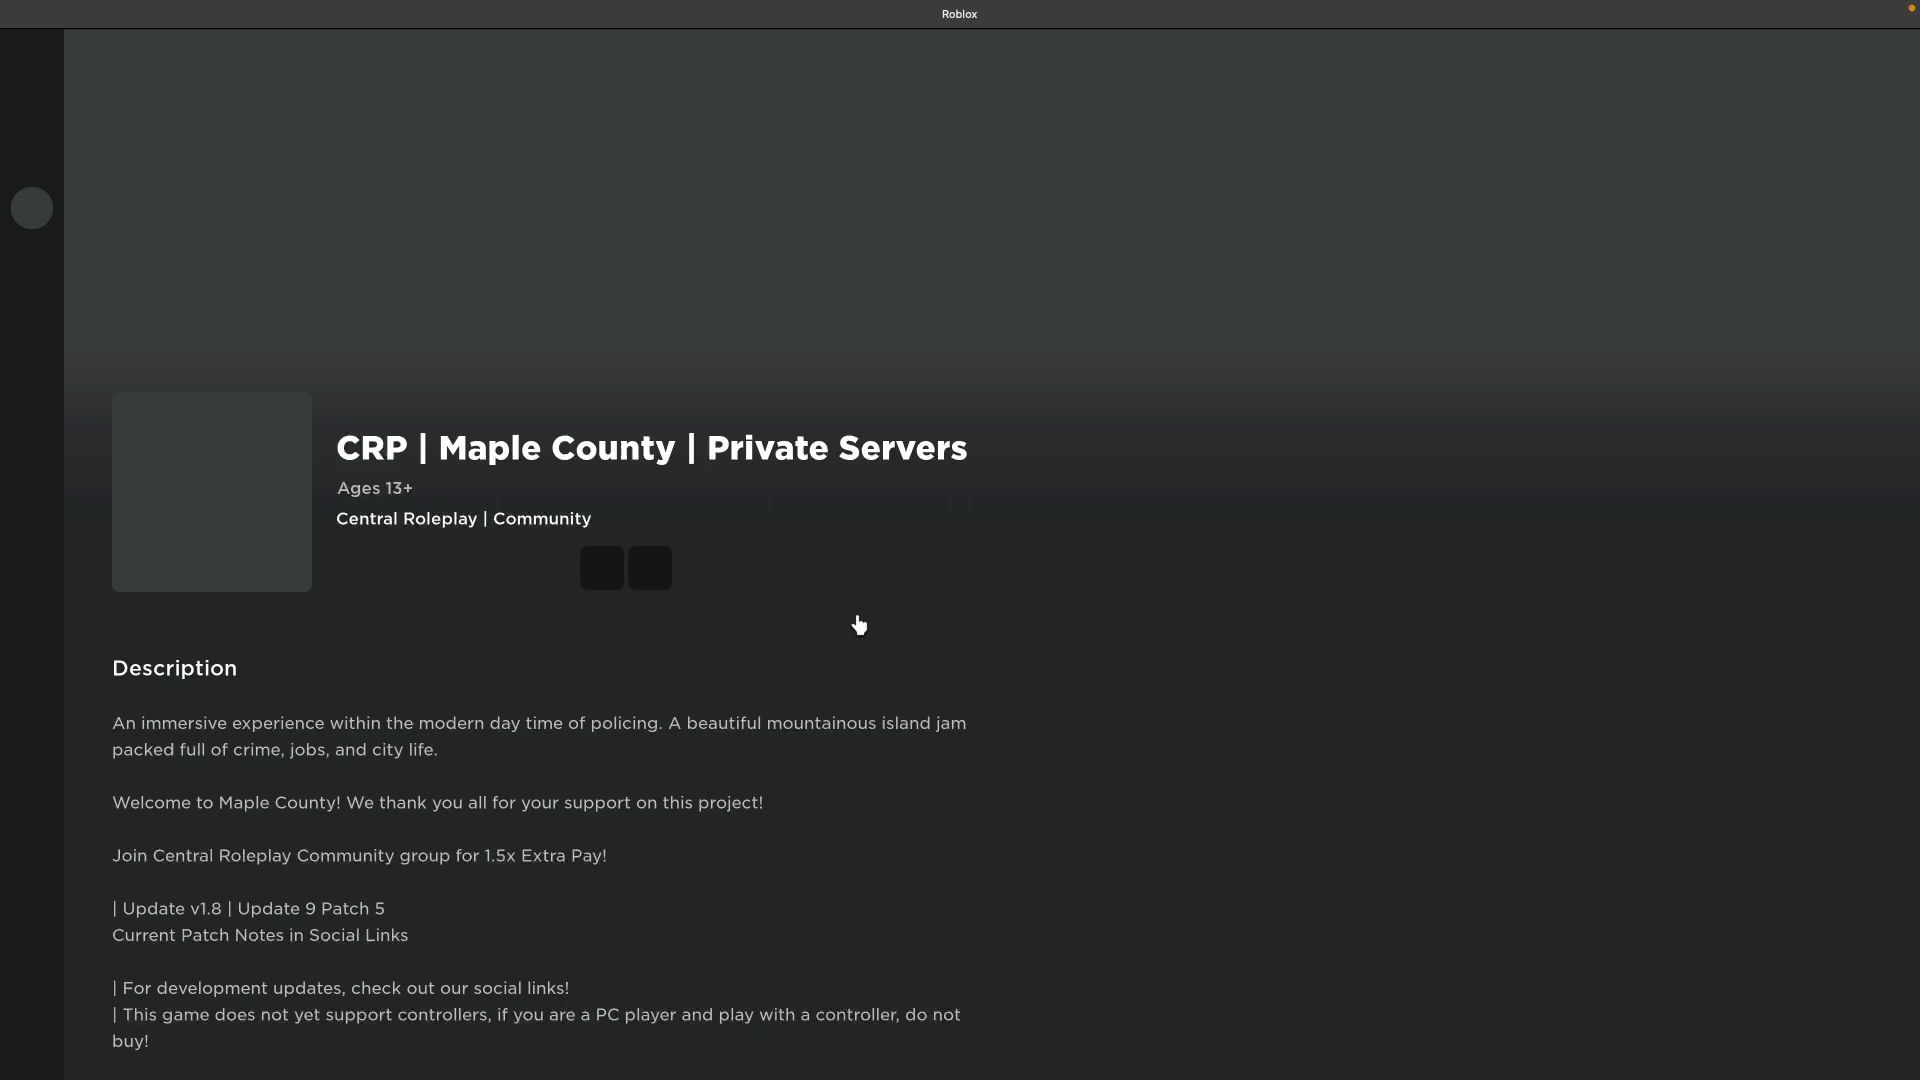 Roblox
CRP | Maple County | Private Servers
Ages 13+
Central Roleplay | Community
Description
An immersive experience within the modern day time of policing. A beautiful mountainous island jam
packed full of crime, jobs, and city life.
Welcome to Maple County! We thank you all for your support on this project!
Join Central Roleplay Community group for 1.5x Extra Pay!
| Update v1.8 | Update 9 Patch 5
Current Patch Notes in Social Links
| For development updates, check out our social links!
| This game does not yet support controllers, if you are a PC player and play with a controller, do not
buy!